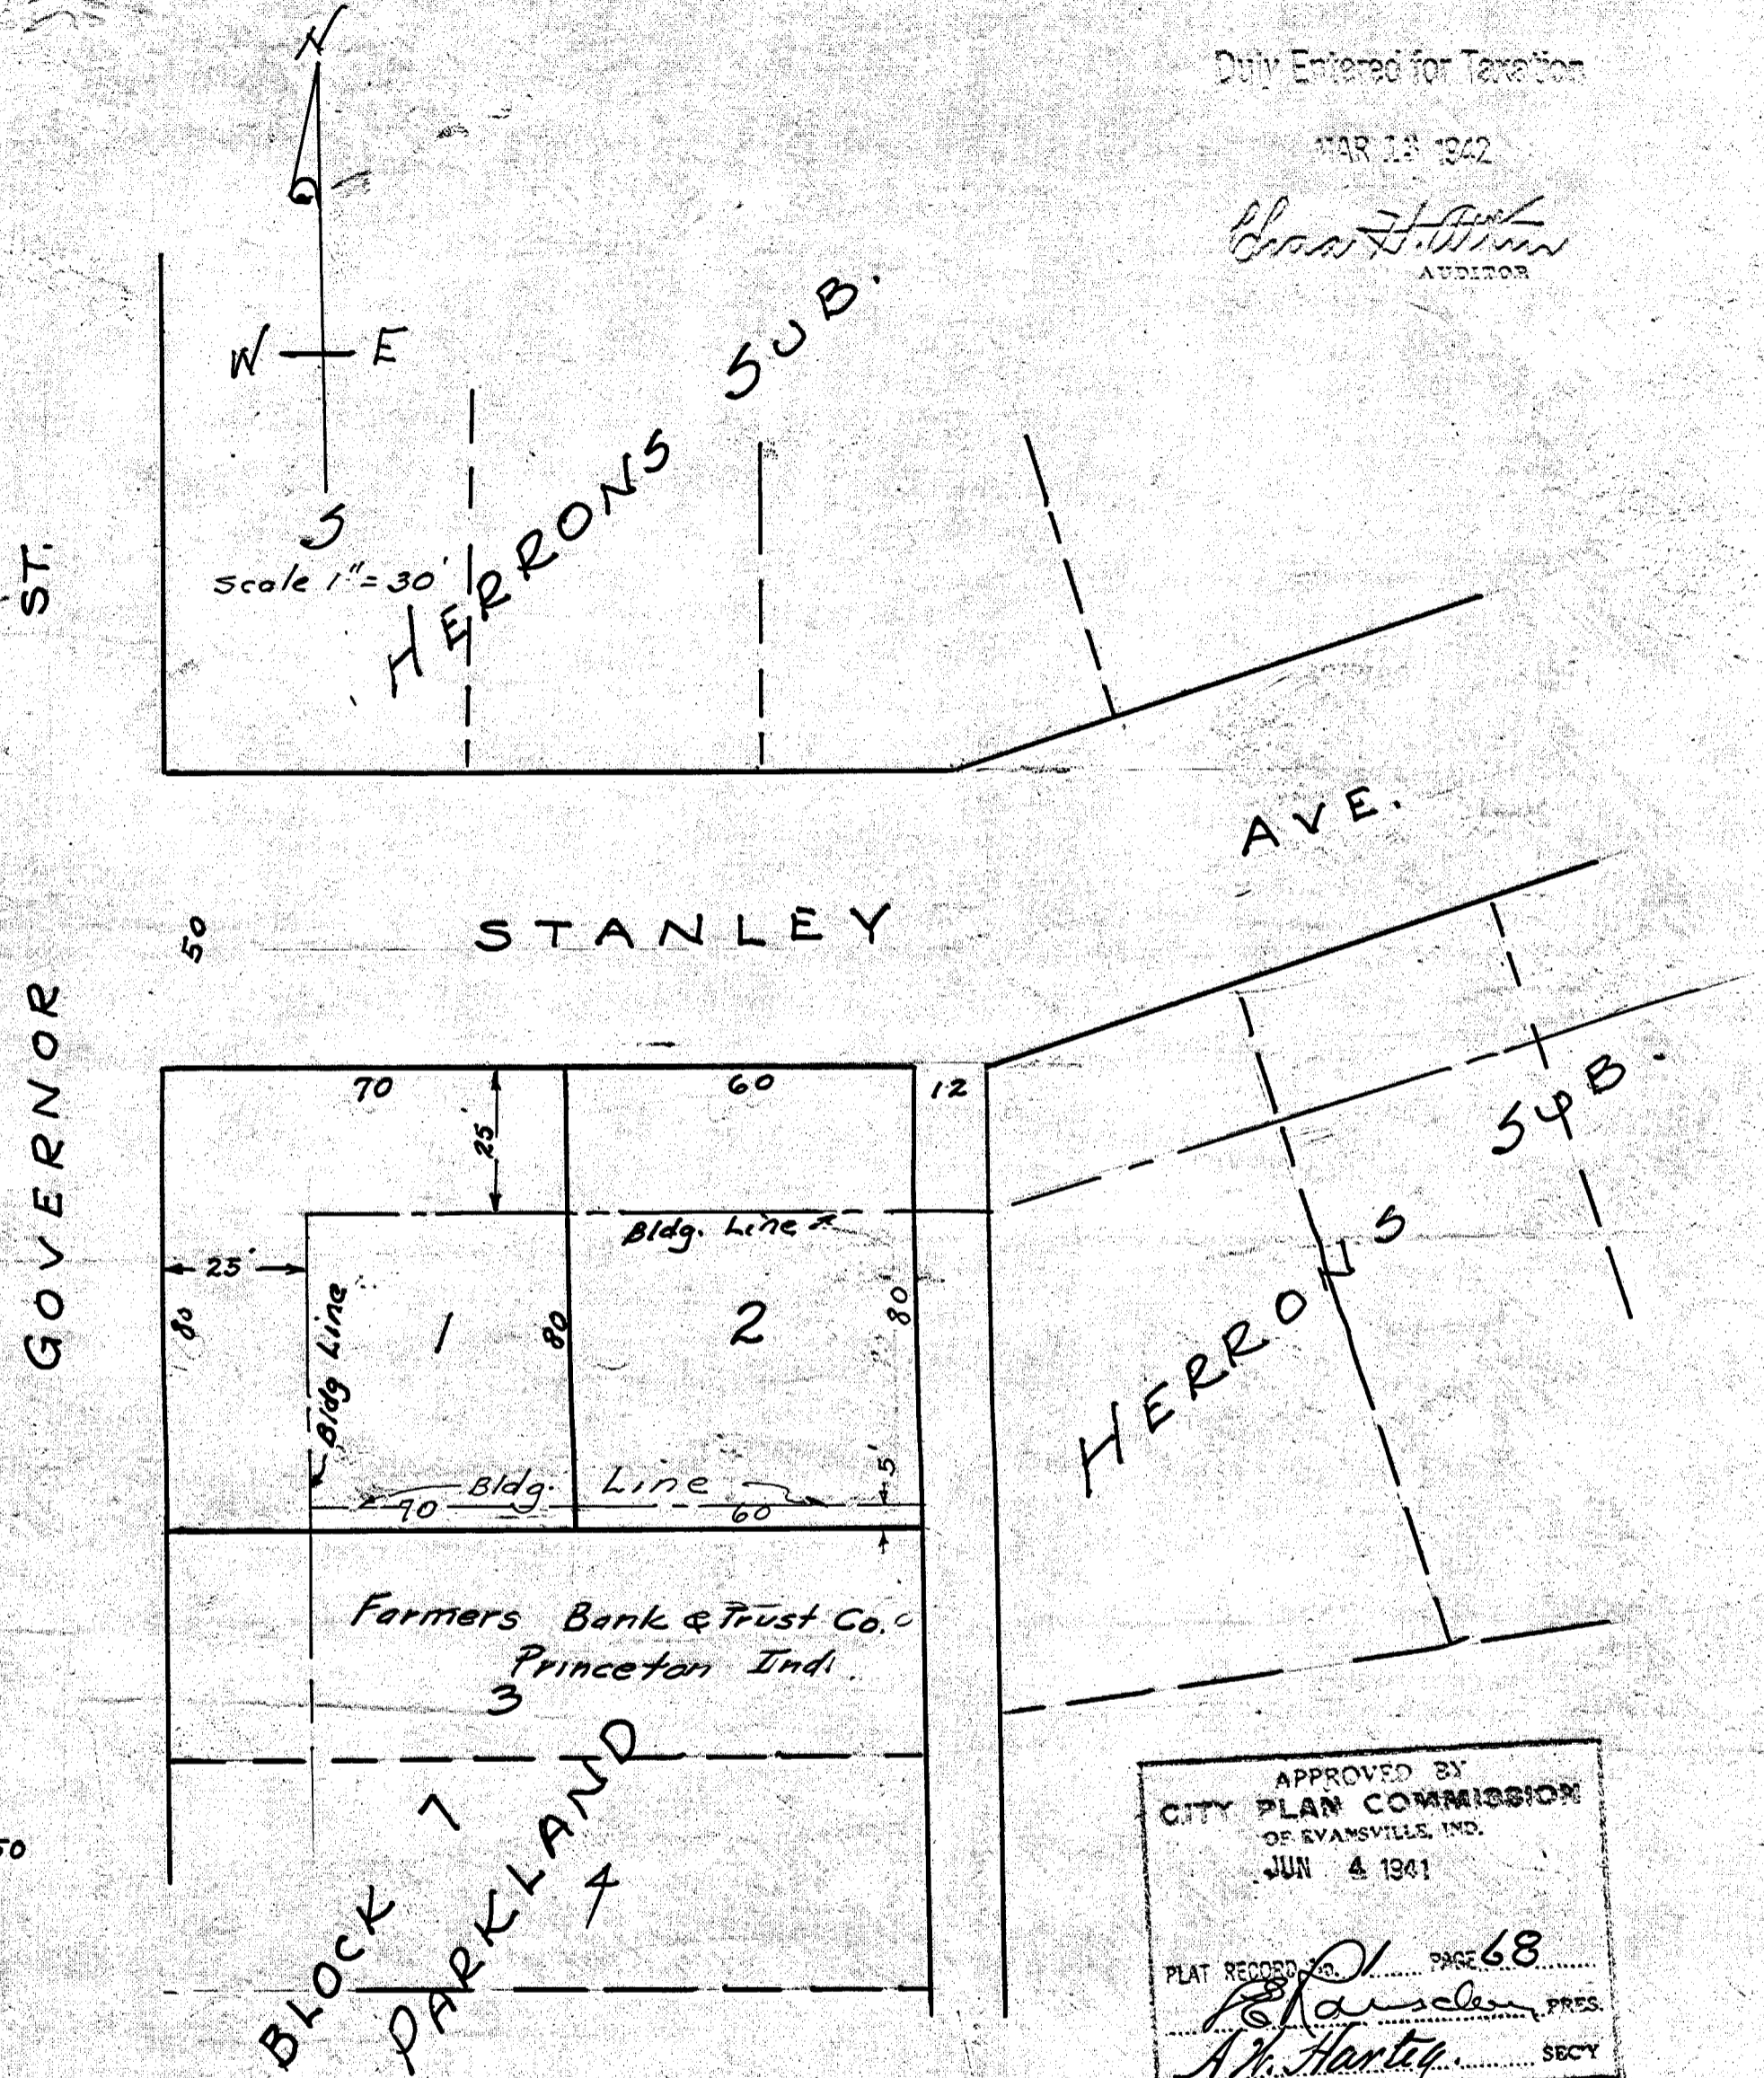 N
W E
S
scale 1"=30'
Duly Entered for Taxation
MAR 1942
AUDITOR
HERRONS SUB.
ST.
GOVERNOR
50
STANLEY AVE.
70
60
12
25'
Bldg. Line
25'
80
Bldg Line
1
80
2
80
5'
Bldg. Line
70
60
Farmers Bank & Trust Co.
Princeton Ind.
3
BLOCK 7
PARKLAND
4
50
HERRONS SUB.
APPROVED BY
CITY PLAN COMMISSION
OF EVANSVILLE, IND.
JUN 4 1941
PLAT RECORD No. 1 PAGE 68
PRES.
SEC'Y